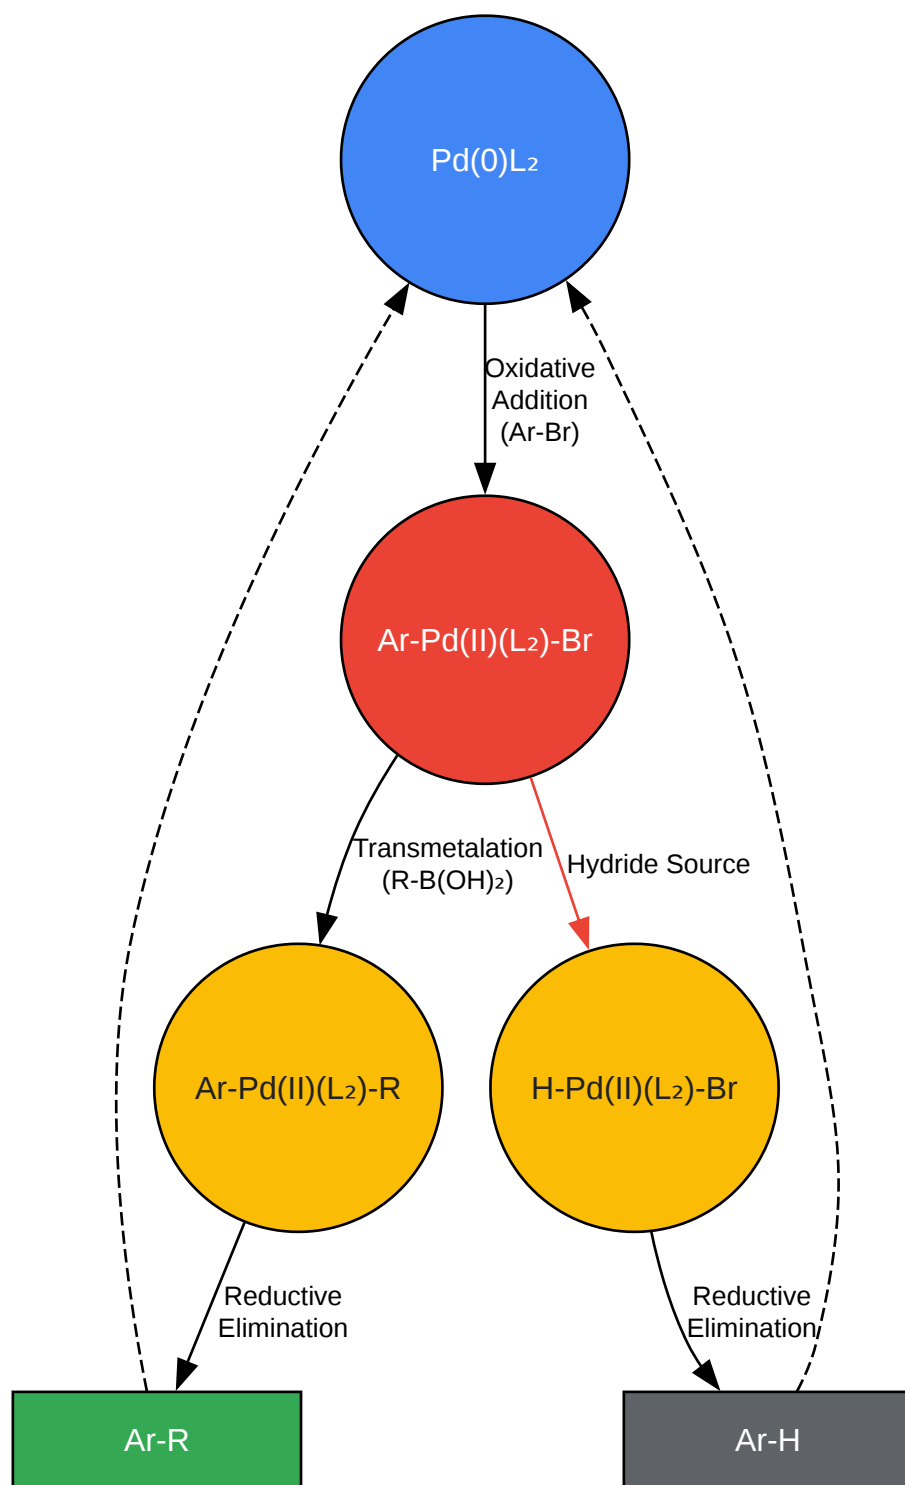 Pd(0)L₂
Oxidative
Addition
(Ar-Br)
Ar-Pd(II)(L₂)-Br
Transmetalation
(R-B(OH)₂)
Hydride Source
Ar-Pd(II)(L₂)-R
H-Pd(II)(L₂)-Br
Reductive
Elimination
Reductive
Elimination
Ar-R
Ar-H